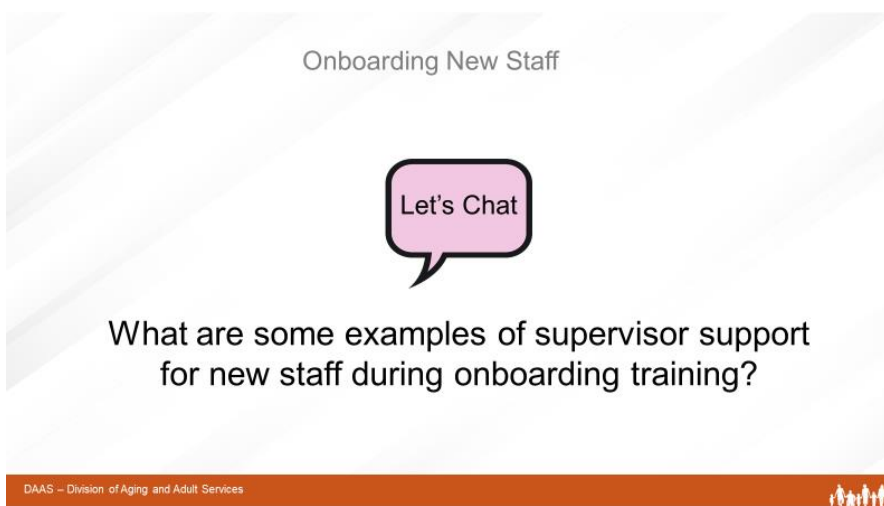 Onboarding New Staff
Let's Chat
What are some examples of supervisor support
for new staff during onboarding training?
DAAS – Division of Aging and Adult Services